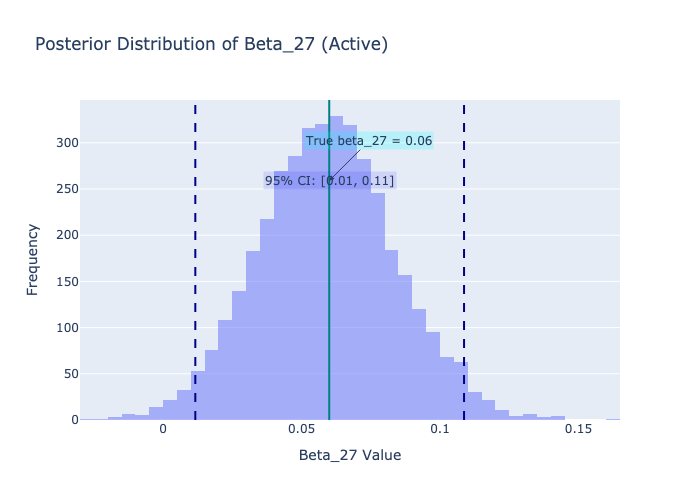 Posterior Distribution of Beta_27 (Active)
True beta_27 = 0.06
95% CI: [0.01, 0.11]
Frequency
300
250
200
150
100
50
0
0
0.05
0.1
0.15
Beta_27 Value